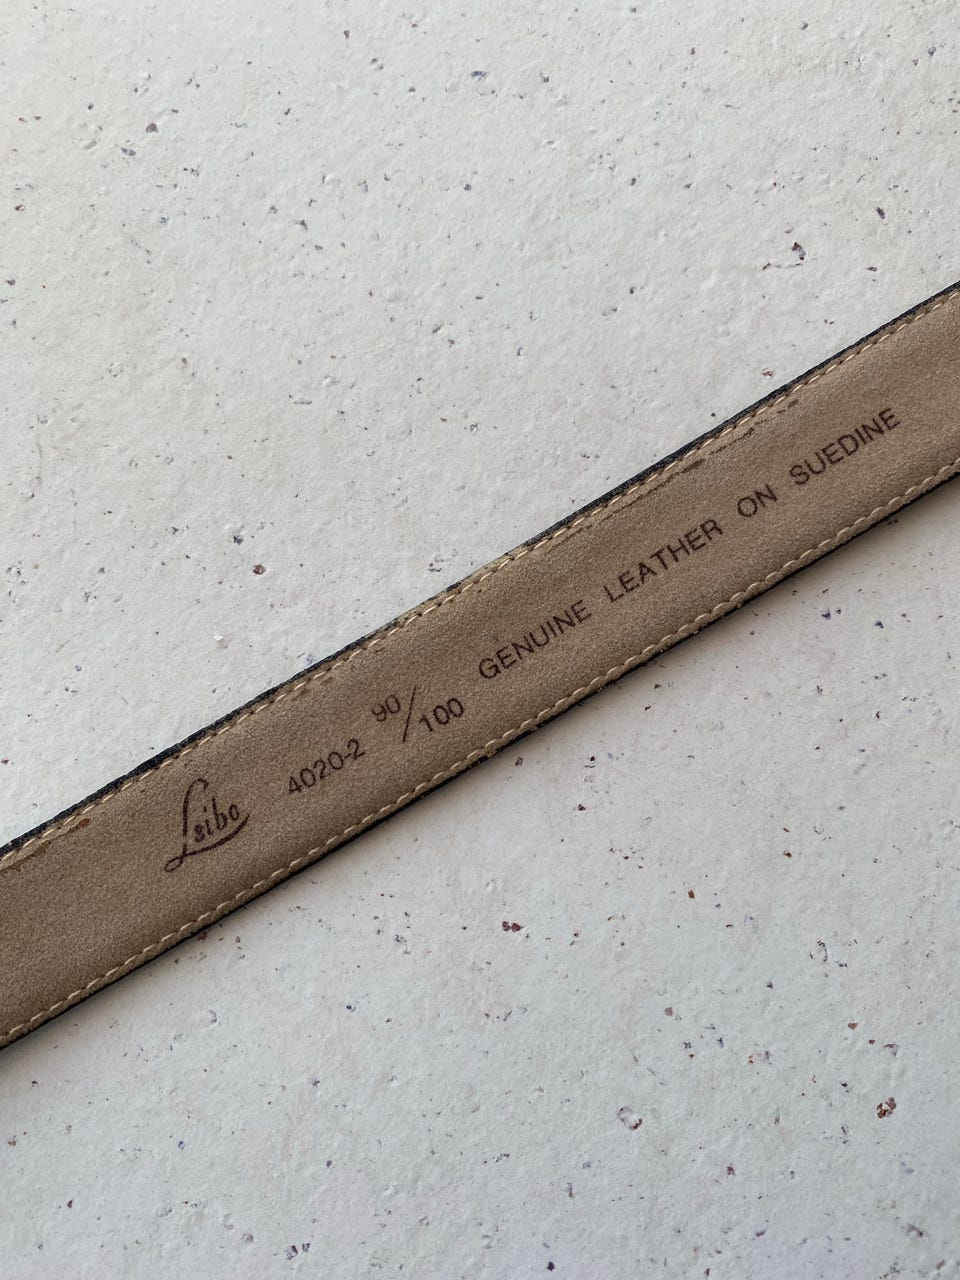 Leibo 4020-2 90/100 GENUINE LEATHER ON SUEDINE